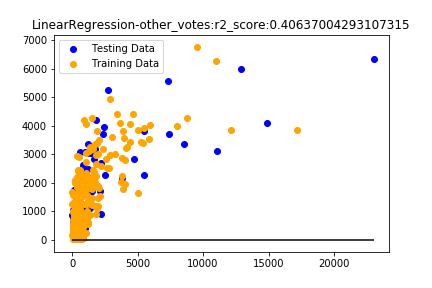 LinearRegression-other_votes:r2_score:0.40637004293107315
Testing Data
Training Data
7000
6000
5000
4000
3000
2000
1000
0
0 5000 10000 15000 20000